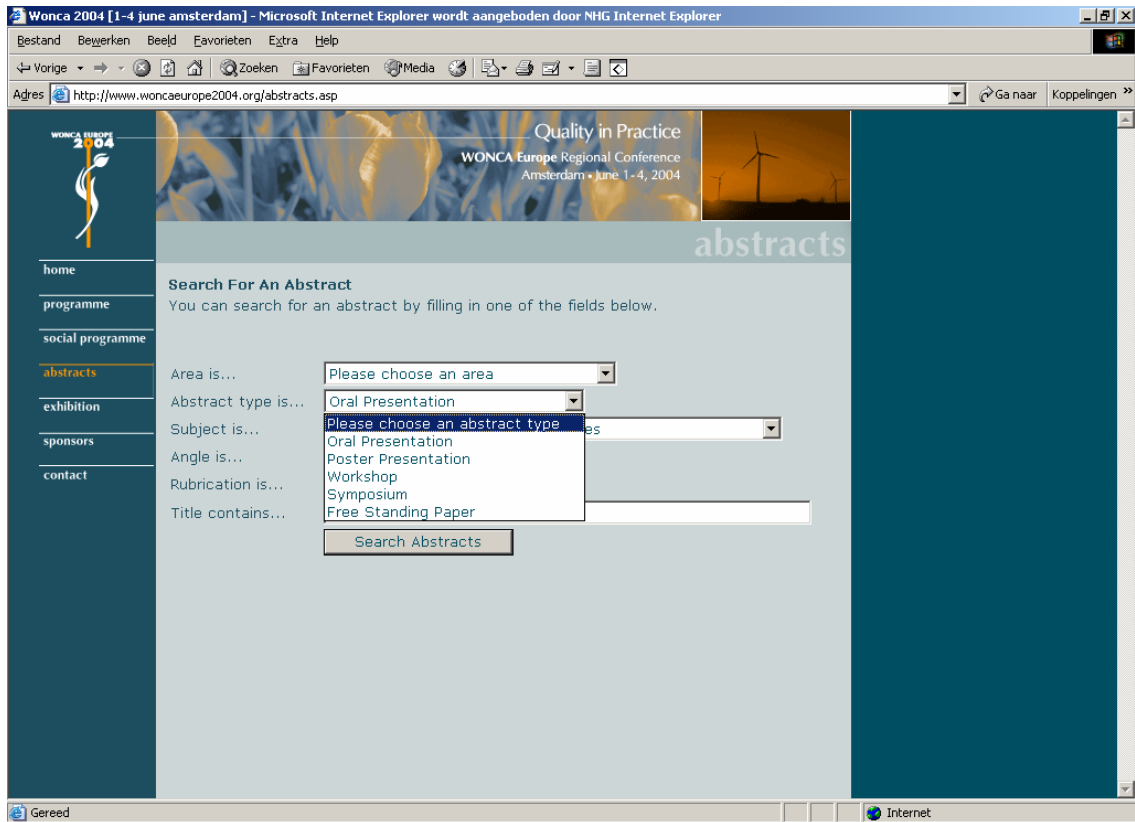 Wonca 2004 [1-4 june amsterdam] - Microsoft Internet Explorer wordt aangeboden door NHG Internet Explorer
Bestand Bewerken Beeld Favorieten Extra Help
Vorige Zoeken Favorieten Media
Adres http://www.woncaeurope2004.org/abstracts.asp Ga naar Koppelingen »
WONCA EUROPE
2004
Quality in Practice
WONCA Europe Regional Conference
Amsterdam • June 1-4, 2004
abstracts
home
programme
social programme
abstracts
exhibition
sponsors
contact
Search For An Abstract
You can search for an abstract by filling in one of the fields below.
Area is... Please choose an area
Abstract type is... Oral Presentation
Please choose an abstract type
Oral Presentation
Poster Presentation
Workshop
Symposium
Free Standing Paper
Subject is... es
Angle is...
Rubrication is...
Title contains...
Search Abstracts
Gereed Internet